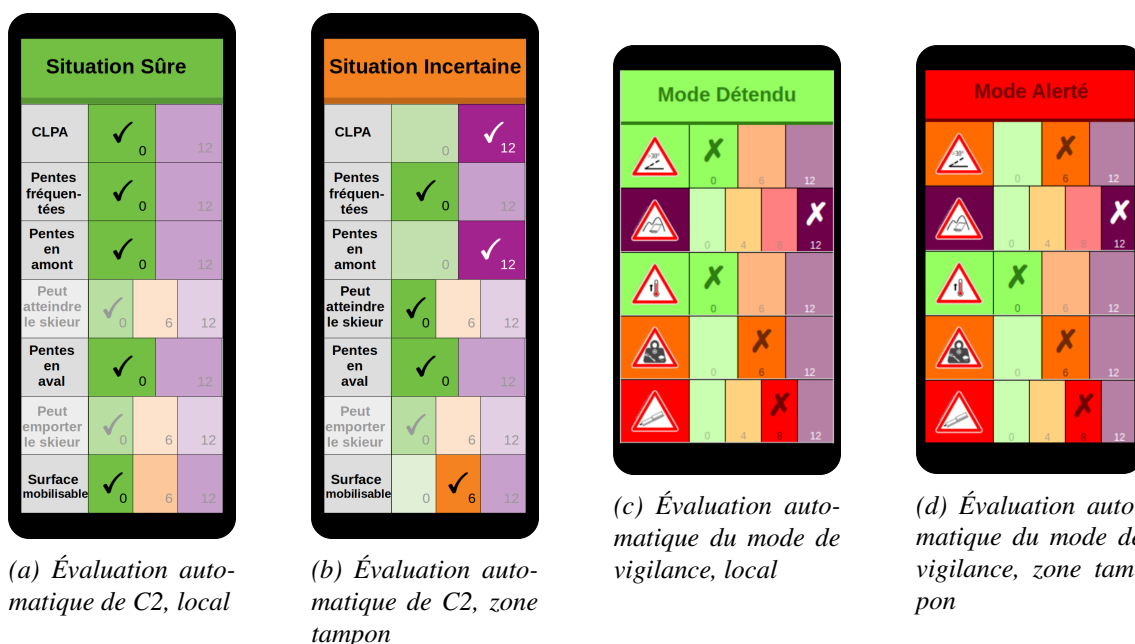 Situation Sûre
CLPA
0
12
Pentes
fréquen-
tées
0
12
Pentes
en
amont
0
12
Peut
atteindre
le skieur
0 6 12
Pentes
en
aval
0
12
Peut
emporter
le skieur
0 6 12
Surface
mobilisable
0 6 12
(a) Évaluation auto-
matique de C2, local
Situation Incertaine
CLPA
0
12
Pentes
fréquen-
tées
0
12
Pentes
en
amont
0
12
Peut
atteindre
le skieur
0 6 12
Pentes
en
aval
0
12
Peut
emporter
le skieur
0 6 12
Surface
mobilisable
0 6 12
(b) Évaluation auto-
matique de C2, zone
tampon
Mode Détendu
>30°
0 6 12
0 4 8 12
0 6 12
0 6 12
0 4 8 12
(c) Évaluation auto-
matique du mode de
vigilance, local
Mode Alerté
>30°
0 6 12
0 4 8 12
0 6 12
0 6 12
0 4 8 12
(d) Évaluation auto-
matique du mode de
vigilance, zone tam-
pon